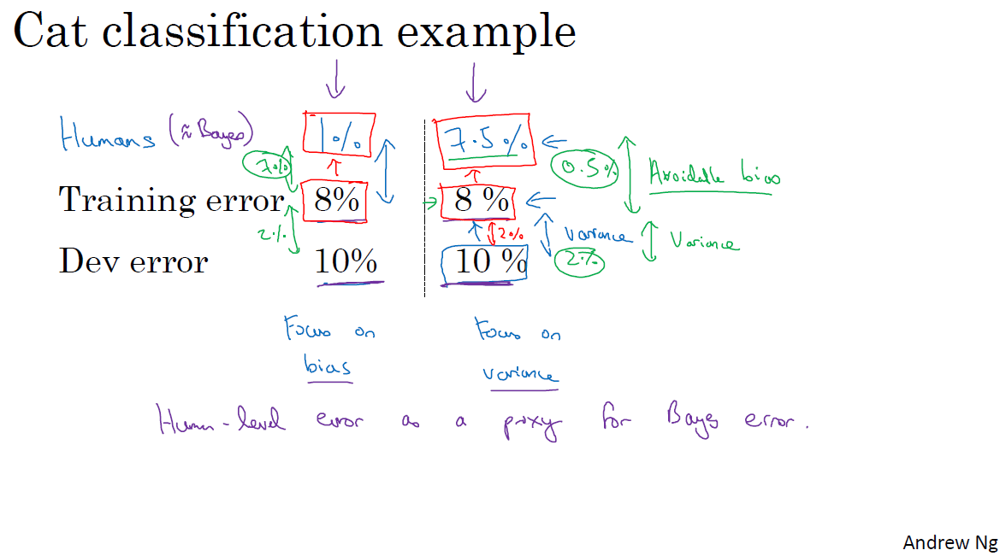 Cat classification example
Humans (≈ Bayes) 1% 7.5%
7% 0.5% Avoidable bias
Training error 8% 8 %
2% 2% Variance Variance
Dev error 10% 10 % 2%
Focus on Focus on
bias variance
Human-level error as a proxy for Bayes error.
Andrew Ng